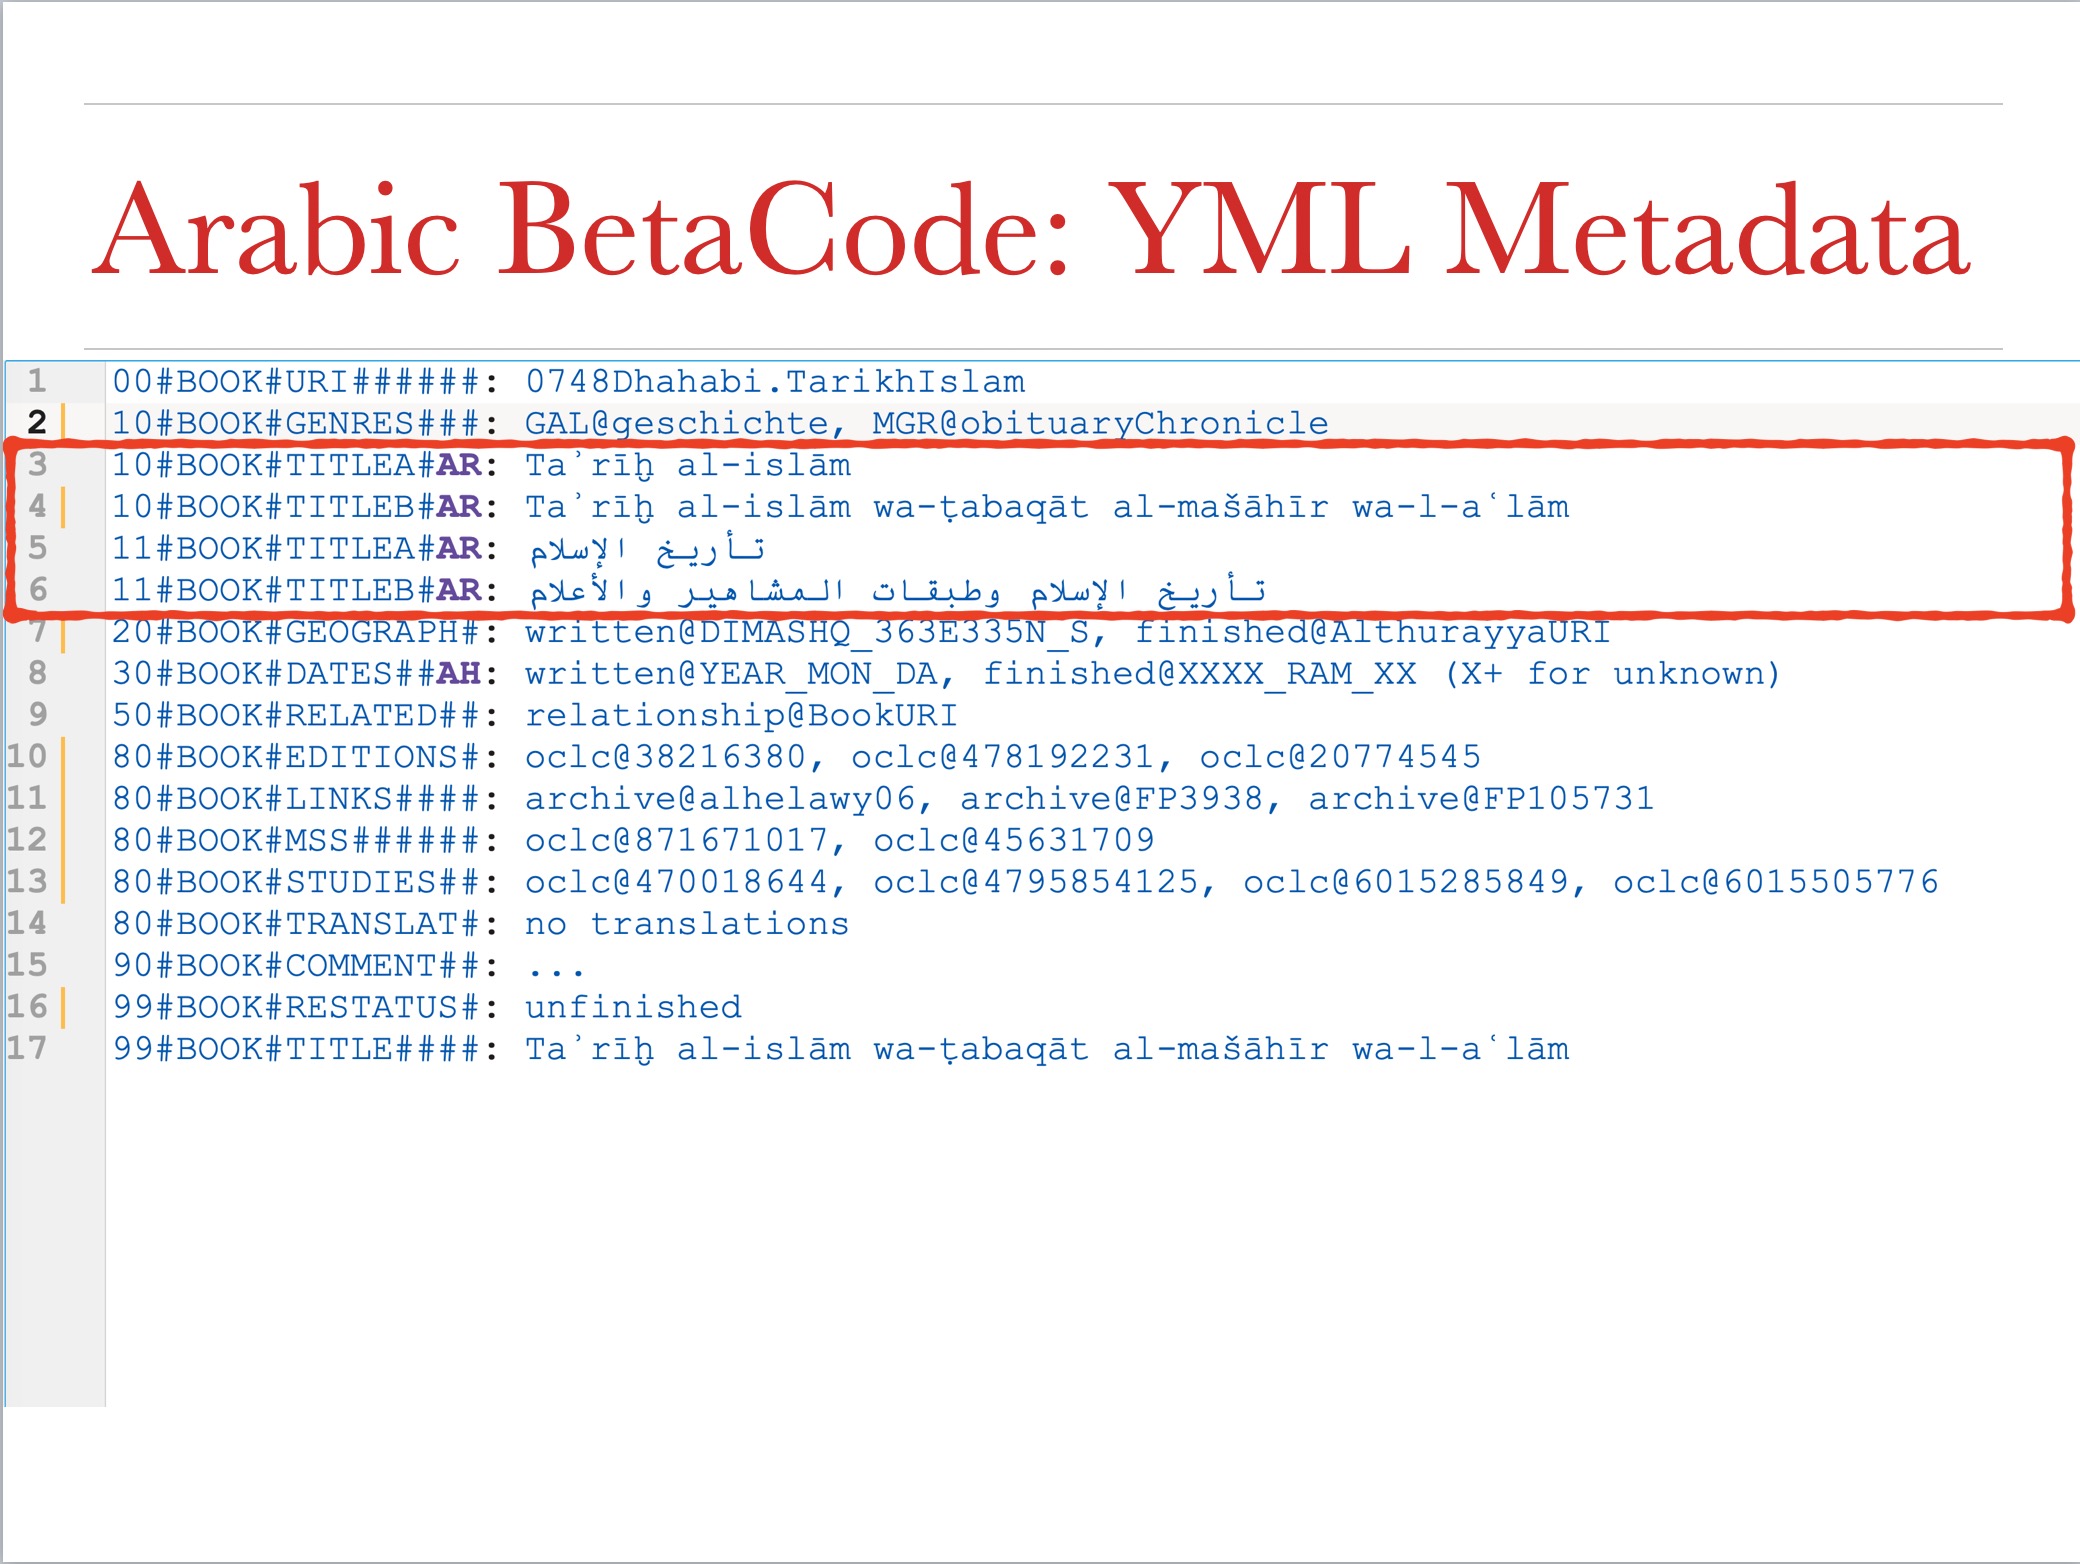 Arabic BetaCode: YML Metadata
1 00#BOOK#URI######: 0748Dhahabi.TarikhIslam
2 10#BOOK#GENRES###: GAL@geschichte, MGR@obituaryChronicle
3 10#BOOK#TITLEA#AR: Taʾrīḫ al-islām
4 10#BOOK#TITLEB#AR: Taʾrīḫ al-islām wa-ṭabaqāt al-mašāhīr wa-l-aʿlām
5 11#BOOK#TITLEA#AR: تأريخ الإسلام
6 11#BOOK#TITLEB#AR: تأريخ الإسلام وطبقات المشاهير والأعلام
7 20#BOOK#GEOGRAPH#: written@DIMASHQ_363E335N_S, finished@AlthurayyaURI
8 30#BOOK#DATES##AH: written@YEAR_MON_DA, finished@XXXX_RAM_XX (X+ for unknown)
9 50#BOOK#RELATED##: relationship@BookURI
10 80#BOOK#EDITIONS#: oclc@38216380, oclc@478192231, oclc@20774545
11 80#BOOK#LINKS####: archive@alhelawy06, archive@FP3938, archive@FP105731
12 80#BOOK#MSS######: oclc@871671017, oclc@45631709
13 80#BOOK#STUDIES##: oclc@470018644, oclc@4795854125, oclc@6015285849, oclc@6015505776
14 80#BOOK#TRANSLAT#: no translations
15 90#BOOK#COMMENT##: ...
16 99#BOOK#RESTATUS#: unfinished
17 99#BOOK#TITLE####: Taʾrīḫ al-islām wa-ṭabaqāt al-mašāhīr wa-l-aʿlām